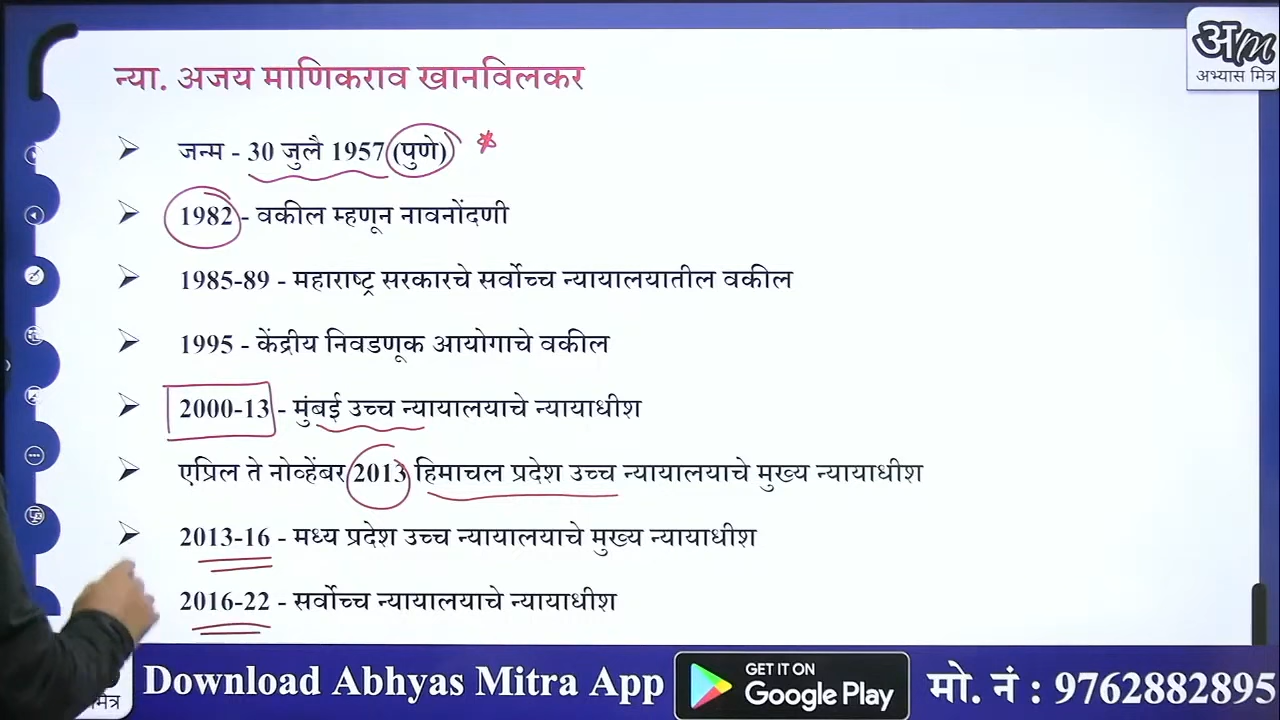 अm
अभ्यास मित्र
न्या. अजय माणिकराव खानविलकर
➢ जन्म - 30 जुलै 1957 (पुणे)
➢ 1982 - वकील म्हणून नावनोंदणी
➢ 1985-89 - महाराष्ट्र सरकारचे सर्वोच्च न्यायालयातील वकील
➢ 1995 - केंद्रीय निवडणूक आयोगाचे वकील
➢ 2000-13 - मुंबई उच्च न्यायालयाचे न्यायाधीश
➢ एप्रिल ते नोव्हेंबर 2013 हिमाचल प्रदेश उच्च न्यायालयाचे मुख्य न्यायाधीश
➢ 2013-16 - मध्य प्रदेश उच्च न्यायालयाचे मुख्य न्यायाधीश
2016-22 - सर्वोच्च न्यायालयाचे न्यायाधीश
मित्र
Download Abhyas Mitra App
GET IT ON
Google Play
मो. नं : 9762882895